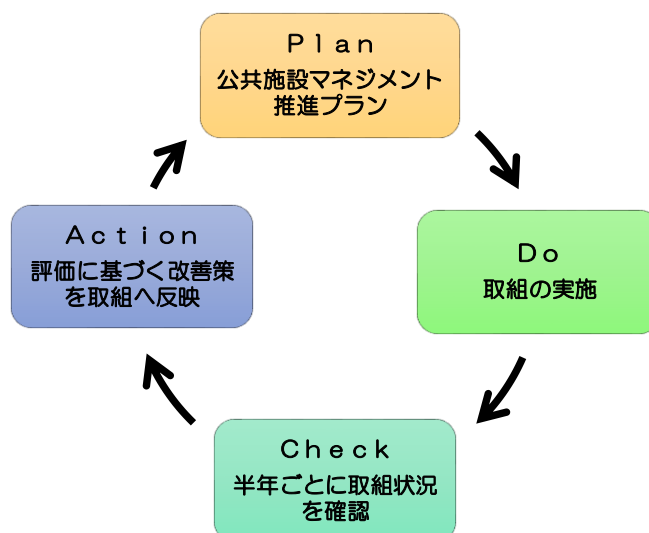 Ｐｌａｎ
公共施設マネジメント
推進プラン
Ｄｏ
取組の実施
Ｃｈｅｃｋ
半年ごとに取組状況
を確認
Ａｃｔｉｏｎ
評価に基づく改善策
を取組へ反映